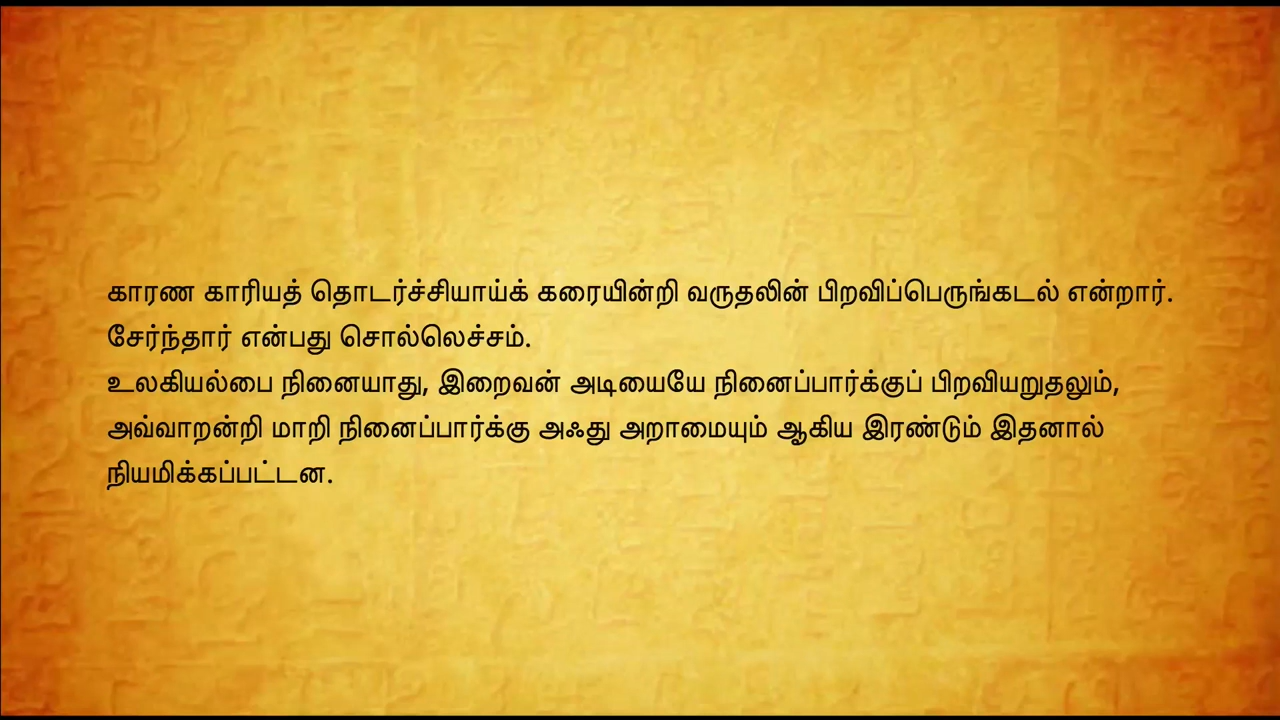 காரண காரியத் தொடர்ச்சியாய்க் கரையின்றி வருதலின் பிறவிப்பெருங்கடல் என்றார்.
சேர்ந்தார் என்பது சொல்லெச்சம்.
உலகியல்பை நினையாது, இறைவன் அடியையே நினைப்பார்க்குப் பிறவியறுதலும்,
அவ்வாறன்றி மாறி நினைப்பார்க்கு அஃது அறாமையும் ஆகிய இரண்டும் இதனால்
நியமிக்கப்பட்டன.